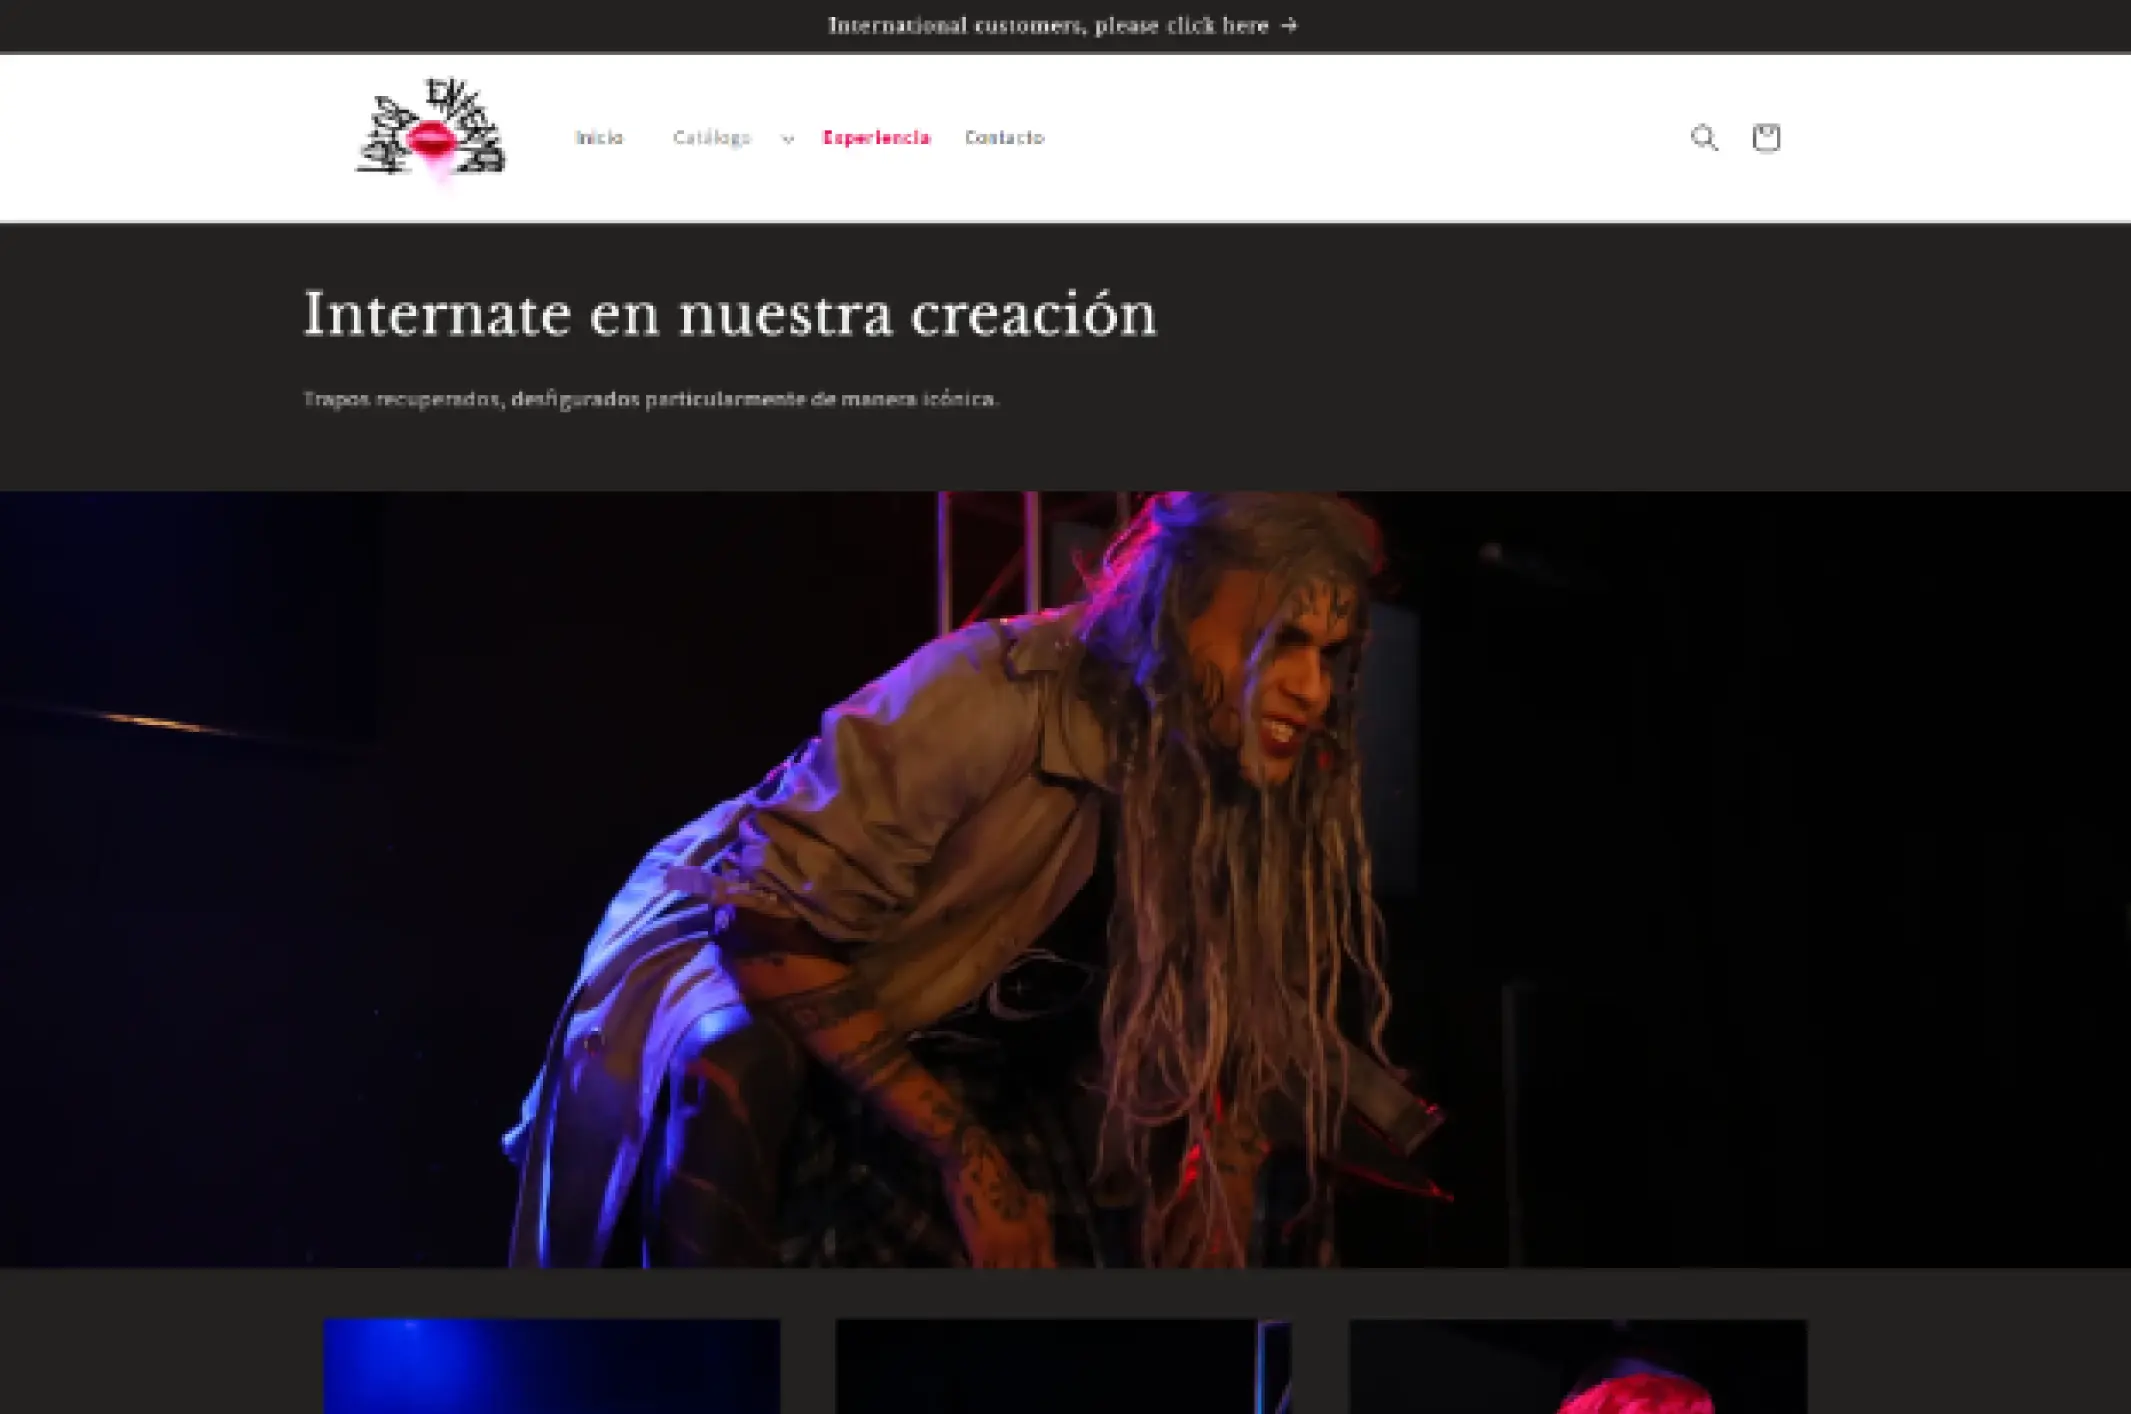 International customers, please click here →
Inicio
Catálogo
Experiencia
Contacto
Internate en nuestra creación
Trapos recuperados, desfigurados particularmente de manera icónica.